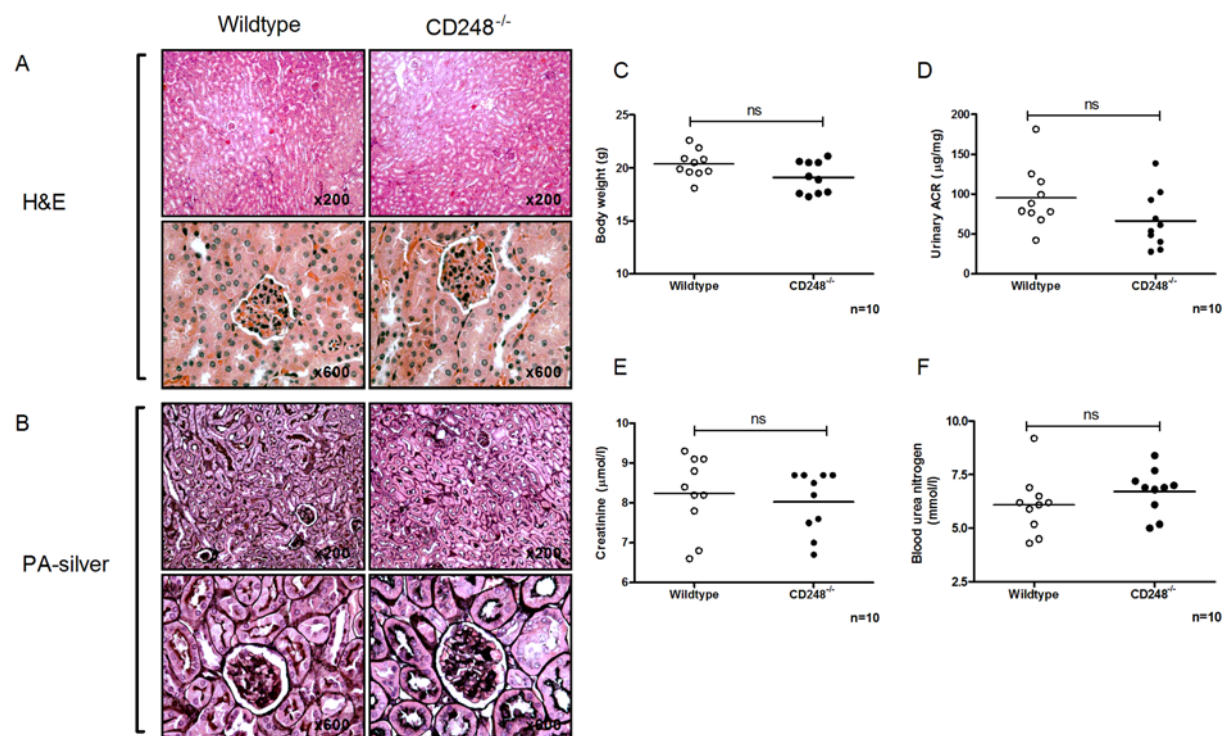 Wildtype
CD248⁻/⁻
A
H&E
x200
x200
x600
x600
B
PA-silver
x200
x200
x600
x600
C
ns
Body weight (g)
25
20
15
10
Wildtype
CD248⁻/⁻
n=10
D
ns
Urinary ACR (µg/mg)
200
150
100
50
0
Wildtype
CD248⁻/⁻
n=10
E
ns
Creatinine (µmol/l)
10
9
8
7
6
Wildtype
CD248⁻/⁻
n=10
F
ns
Blood urea nitrogen
(mmol/l)
10.0
7.5
5.0
2.5
Wildtype
CD248⁻/⁻
n=10